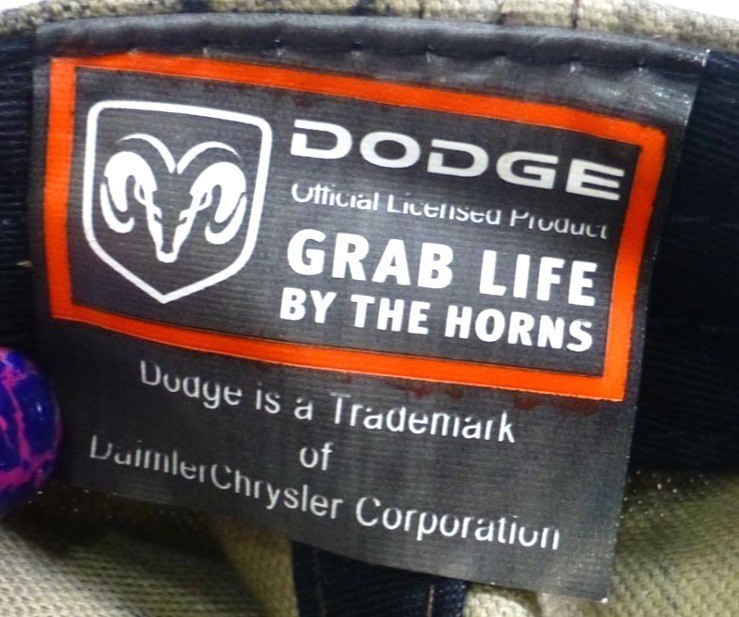 DODGE
Official Licensed Product
GRAB LIFE
BY THE HORNS
Dodge is a Trademark
of
DaimlerChrysler Corporation